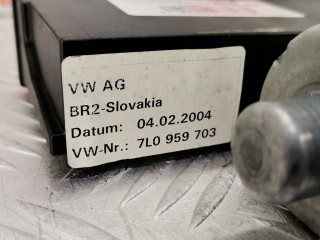 VW AG
BR2-Slovakia
Datum: 04.02.2004
VW-Nr.: 7L0 959 703